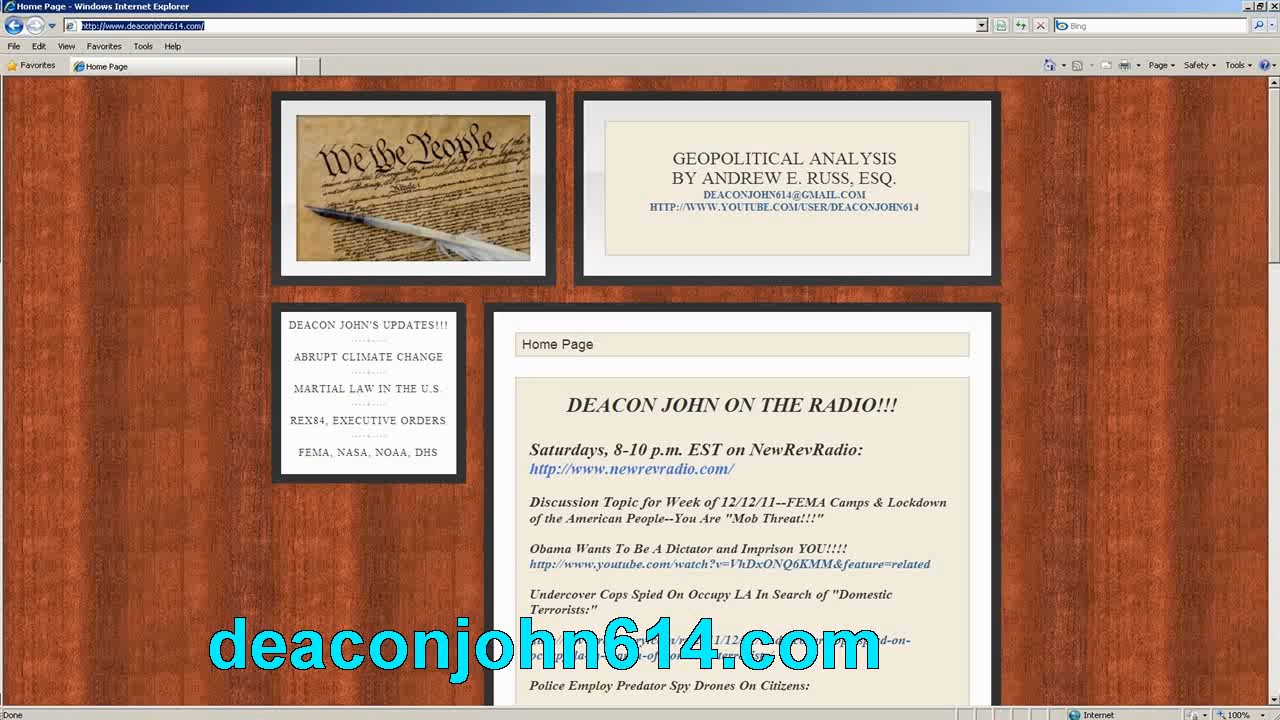 Home Page - Windows Internet Explorer
http://www.deaconjohn614.com/
Bing
File Edit View Favorites Tools Help
Favorites Home Page Page Safety Tools
We the People
Article I
GEOPOLITICAL ANALYSIS
BY ANDREW E. RUSS, ESQ.
DEACONJOHN614@GMAIL.COM
HTTP://WWW.YOUTUBE.COM/USER/DEACONJOHN614
DEACON JOHN'S UPDATES!!!
ABRUPT CLIMATE CHANGE
MARTIAL LAW IN THE U.S.
REX84, EXECUTIVE ORDERS
FEMA, NASA, NOAA, DHS
Home Page
DEACON JOHN ON THE RADIO!!!
Saturdays, 8-10 p.m. EST on NewRevRadio:
http://www.newrevradio.com/
Discussion Topic for Week of 12/12/11--FEMA Camps & Lockdown
of the American People--You Are "Mob Threat!!!"
Obama Wants To Be A Dictator and Imprison YOU!!!!
http://www.youtube.com/watch?v=VhDxONQ6KMM&feature=related
Undercover Cops Spied On Occupy LA In Search of "Domestic
Terrorists:"
deaconjohn614.com
Police Employ Predator Spy Drones On Citizens:
Done Internet 100%